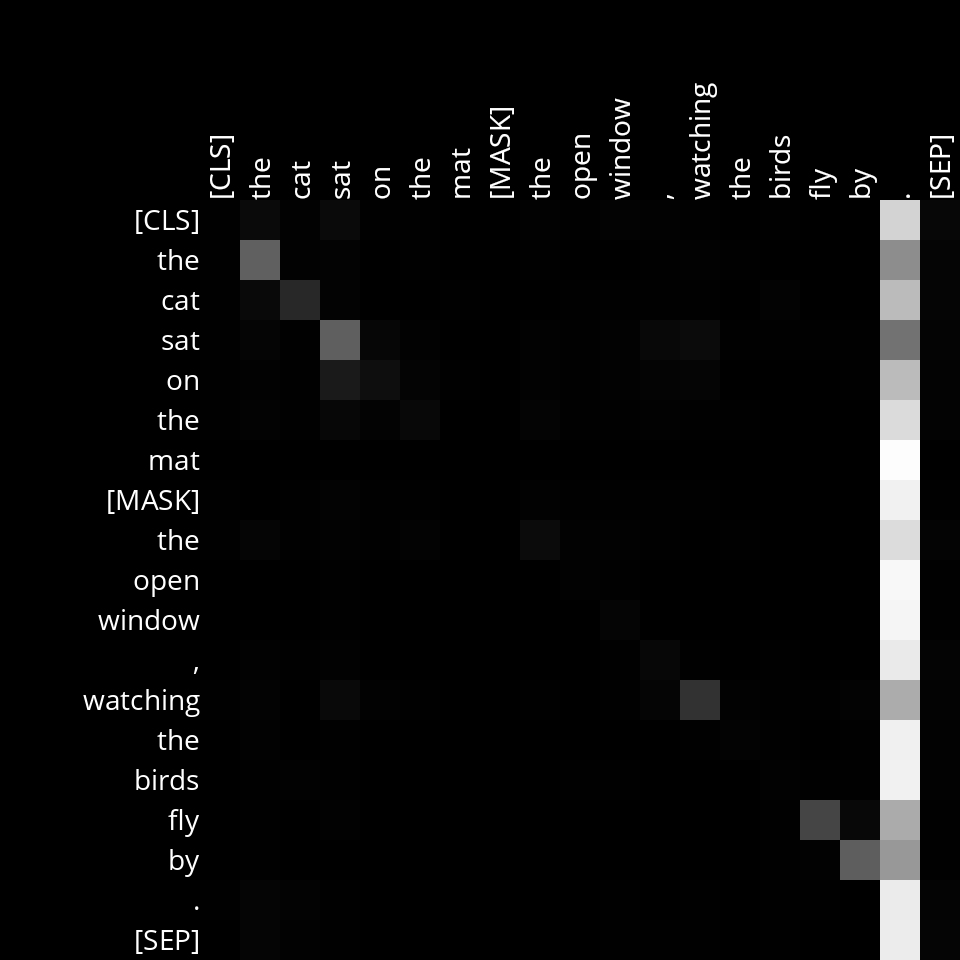 [CLS] the cat sat on the mat [MASK] the open window , watching the birds fly by . [SEP]
[CLS]
the
cat
sat
on
the
mat
[MASK]
the
open
window
,
watching
the
birds
fly
by
.
[SEP]